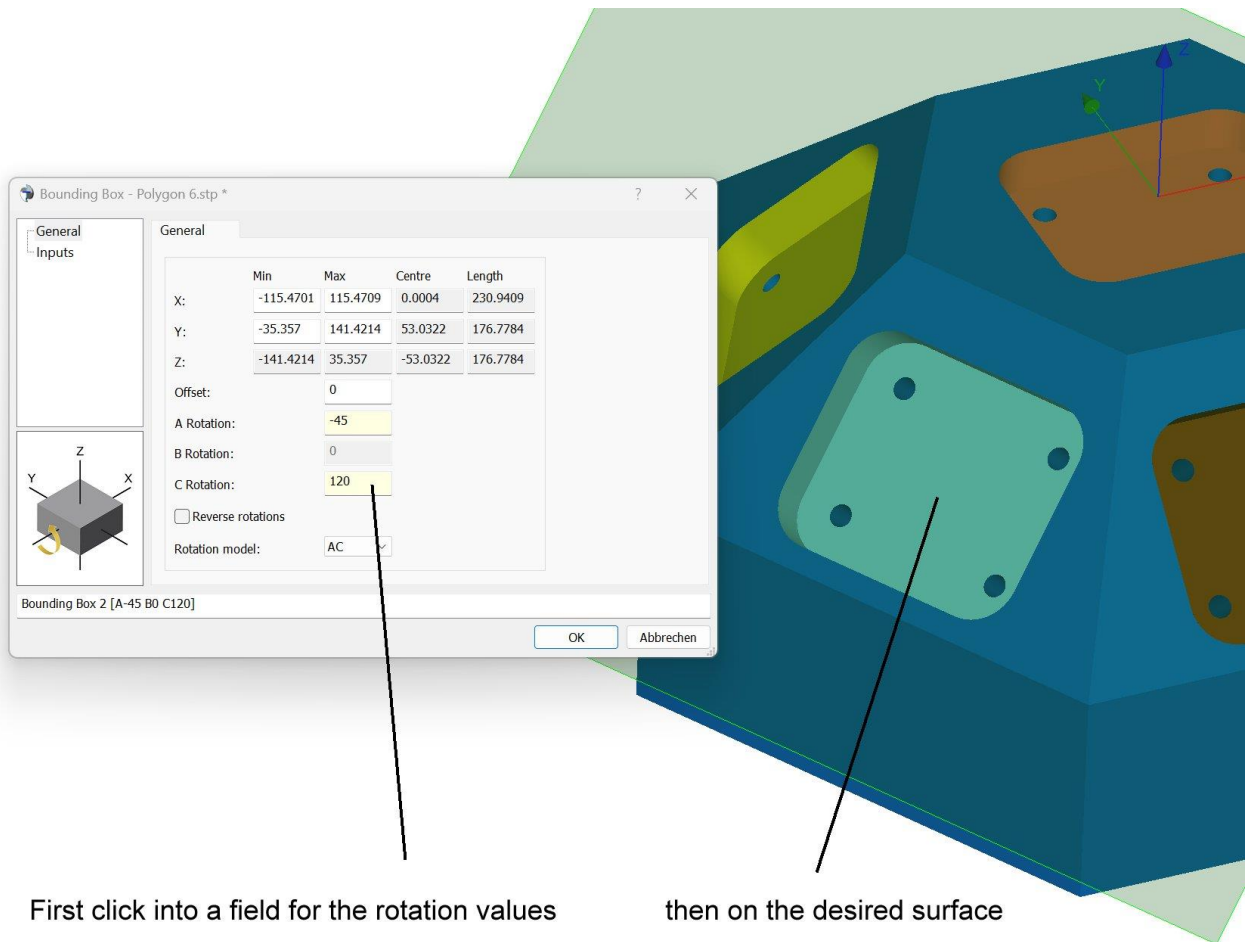 Bounding Box - Polygon 6.stp *
?
General
Inputs
General
Min Max Centre Length
X: -115.4701 115.4709 0.0004 230.9409
Y: -35.357 141.4214 53.0322 176.7784
Z: -141.4214 35.357 -53.0322 176.7784
Offset: 0
A Rotation: -45
B Rotation: 0
C Rotation: 120
Reverse rotations
Rotation model: AC
Z
Y X
Bounding Box 2 [A-45 B0 C120]
OK Abbrechen
Z
Y
First click into a field for the rotation values then on the desired surface